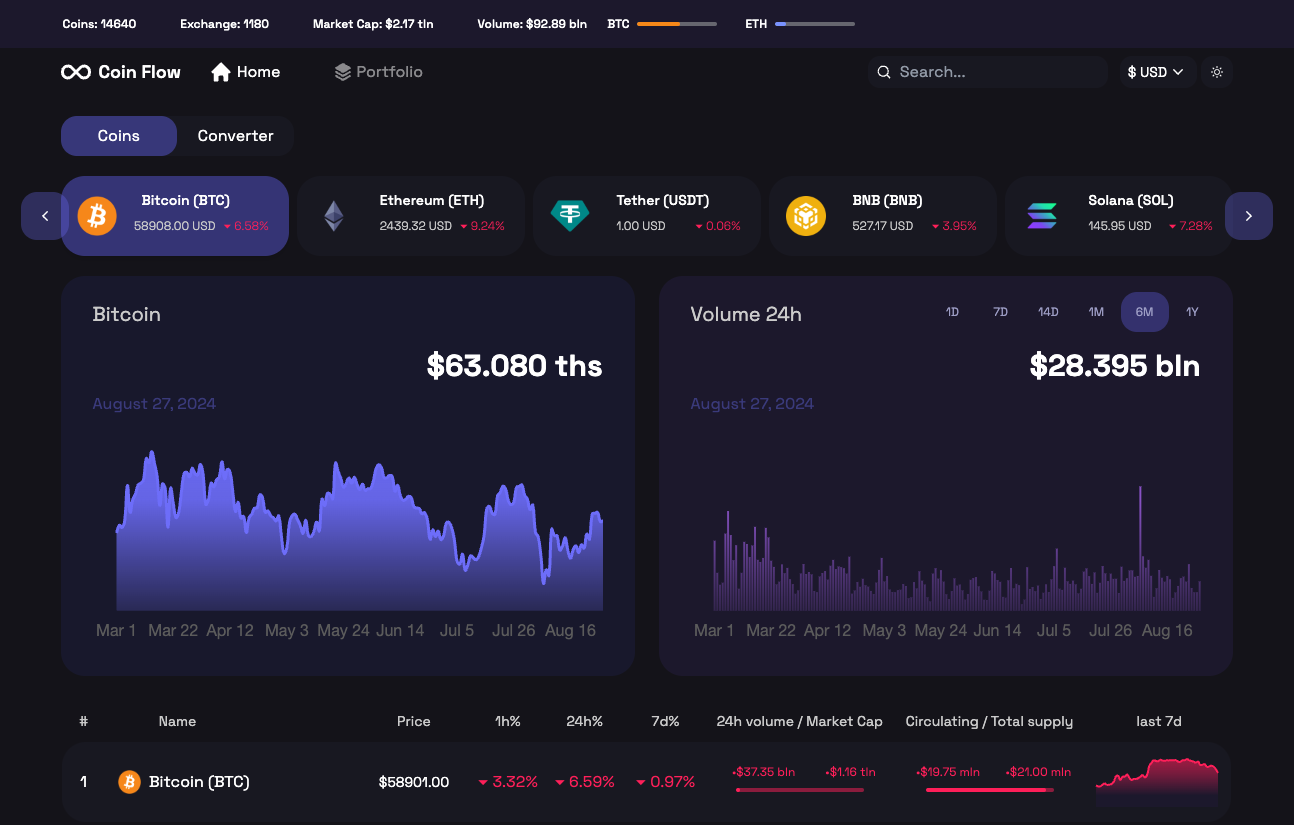 Coins: 14640 Exchange: 1180 Market Cap: $2.17 tln Volume: $92.89 bln BTC ETH
Coin Flow Home Portfolio Search... $ USD
Coins Converter
Bitcoin (BTC) Ethereum (ETH) Tether (USDT) BNB (BNB) Solana (SOL)
58908.00 USD 6.58% 2439.32 USD 9.24% 1.00 USD 0.06% 527.17 USD 3.95% 145.95 USD 7.28%
Bitcoin
$63.080 ths
August 27, 2024
Mar 1 Mar 22 Apr 12 May 3 May 24 Jun 14 Jul 5 Jul 26 Aug 16
Volume 24h 1D 7D 14D 1M 6M 1Y
$28.395 bln
August 27, 2024
Mar 1 Mar 22 Apr 12 May 3 May 24 Jun 14 Jul 5 Jul 26 Aug 16
# Name Price 1h% 24h% 7d% 24h volume / Market Cap Circulating / Total supply last 7d
1 Bitcoin (BTC) $58901.00 3.32% 6.59% 0.97% •$37.35 bln •$1.16 tln •$19.75 mln •$21.00 mln